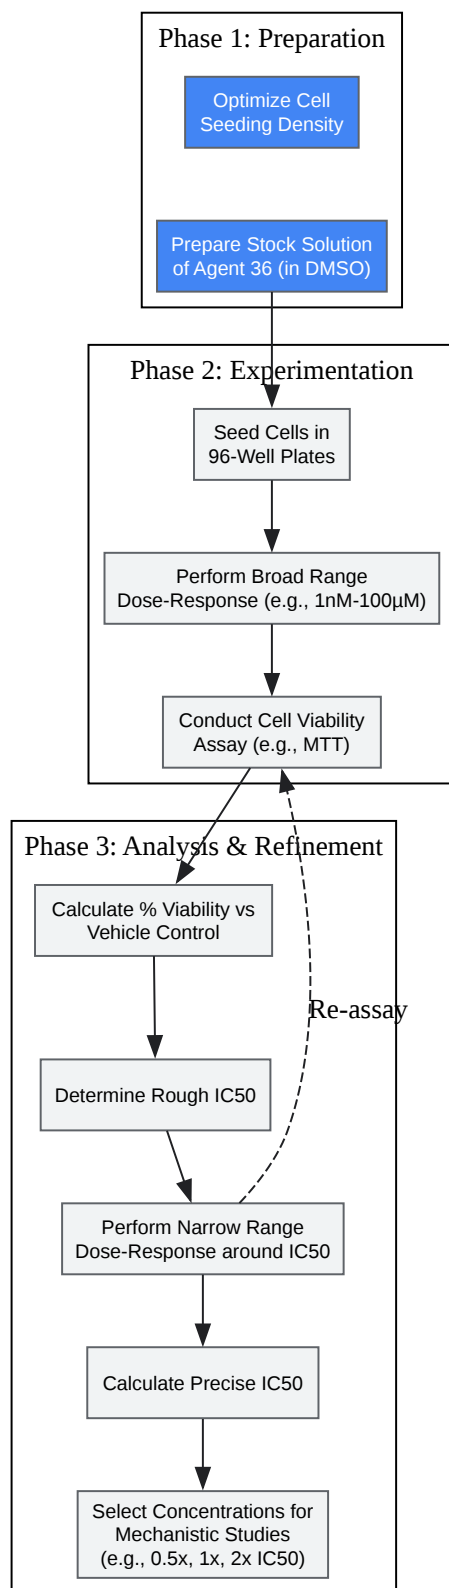 Phase 1: Preparation
Optimize Cell
Seeding Density
Prepare Stock Solution
of Agent 36 (in DMSO)
Phase 2: Experimentation
Seed Cells in
96-Well Plates
Perform Broad Range
Dose-Response (e.g., 1nM-100µM)
Conduct Cell Viability
Assay (e.g., MTT)
Phase 3: Analysis & Refinement
Calculate % Viability vs
Vehicle Control
Re-assay
Determine Rough IC50
Perform Narrow Range
Dose-Response around IC50
Calculate Precise IC50
Select Concentrations for
Mechanistic Studies
(e.g., 0.5x, 1x, 2x IC50)